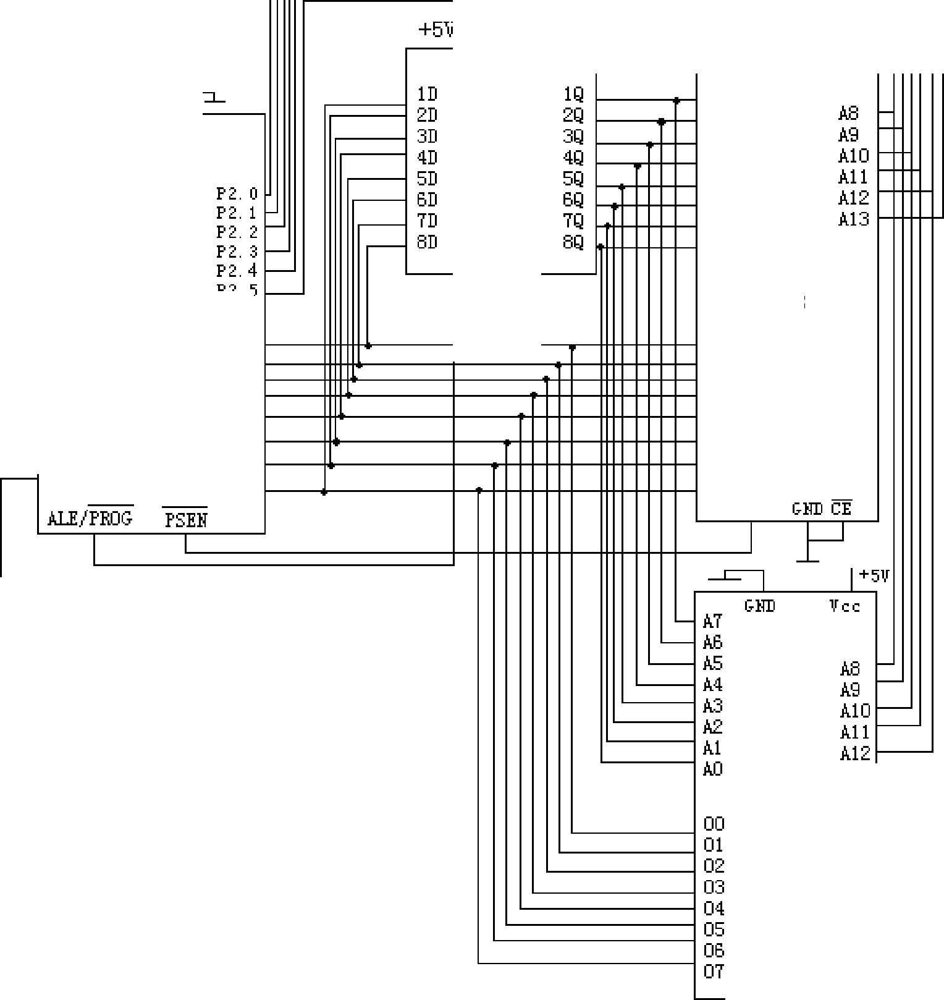 +5V
1D
2D
3D
4D
5D
6D
7D
8D
1Q
2Q
3Q
4Q
5Q
6Q
7Q
8Q
A8
A9
A10
A11
A12
A13
P2.0
P2.1
P2.2
P2.3
P2.4
P2.5
ALE/PROG PSEN
GND CE
+5V
GND Vcc
A7
A6
A5
A4
A3
A2
A1
A0
A8
A9
A10
A11
A12
O0
O1
O2
O3
O4
O5
O6
O7